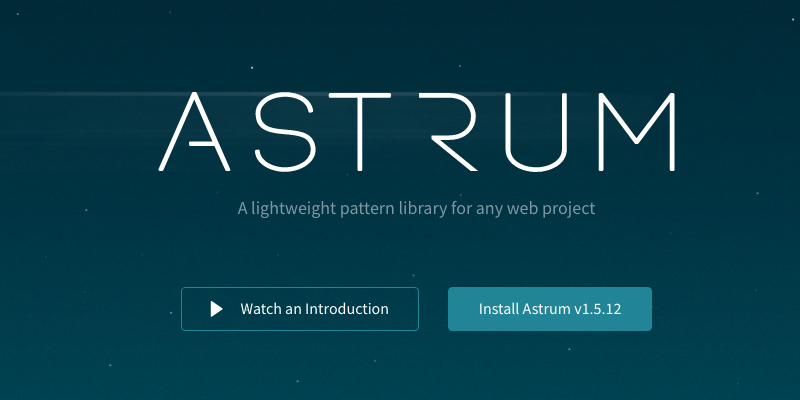 ASTRUM
A lightweight pattern library for any web project
Watch an Introduction
Install Astrum v1.5.12